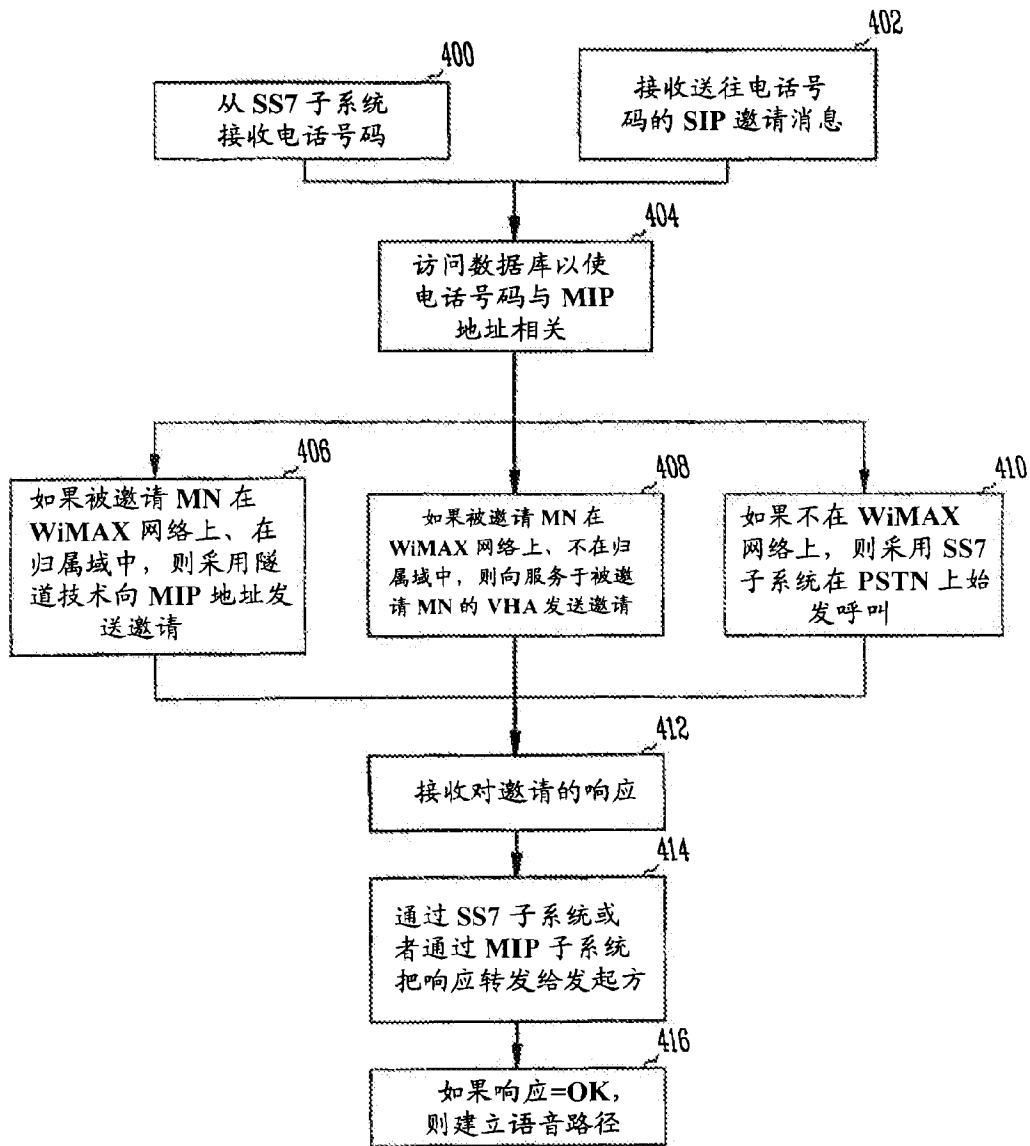 400
从 SS7 子系统
接收电话号码
402
接收送往电话号
码的 SIP 邀请消息
404
访问数据库以使
电话号码与 MIP
地址相关
406
如果被邀请 MN 在
WiMAX 网络上、在
归属域中，则采用隧
道技术向 MIP 地址发
送邀请
408
如果被邀请 MN 在
WiMAX 网络上、不在归
属域中，则向服务于被邀
请 MN 的 VHA 发送邀请
410
如果不在 WiMAX
网络上，则采用 SS7
子系统在 PSTN 上始
发呼叫
412
接收对邀请的响应
414
通过 SS7 子系统或
者通过 MIP 子系统
把响应转发给发起方
416
如果响应=OK，
则建立语音路径